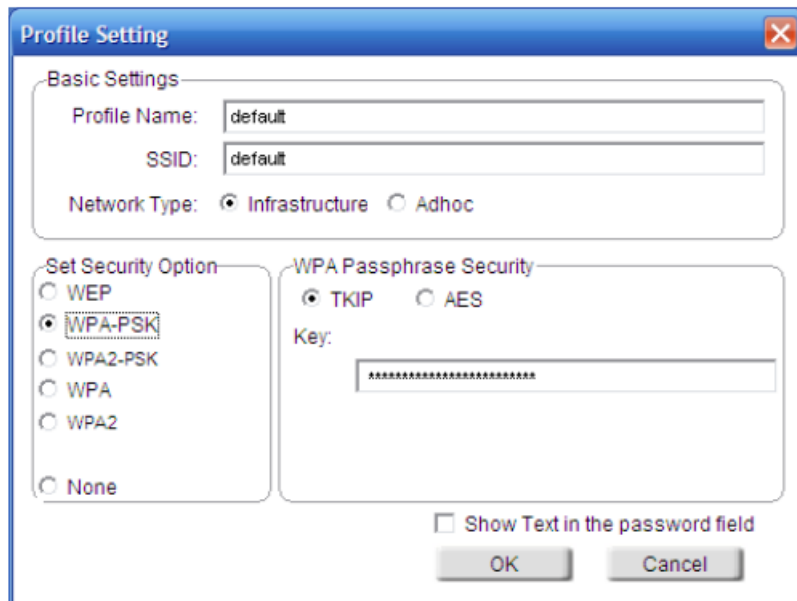 Profile Setting
Basic Settings
Profile Name: default
SSID: default
Network Type: Infrastructure Adhoc
Set Security Option
WEP
WPA-PSK
WPA2-PSK
WPA
WPA2
None
WPA Passphrase Security
TKIP AES
Key:
*************************
Show Text in the password field
OK Cancel